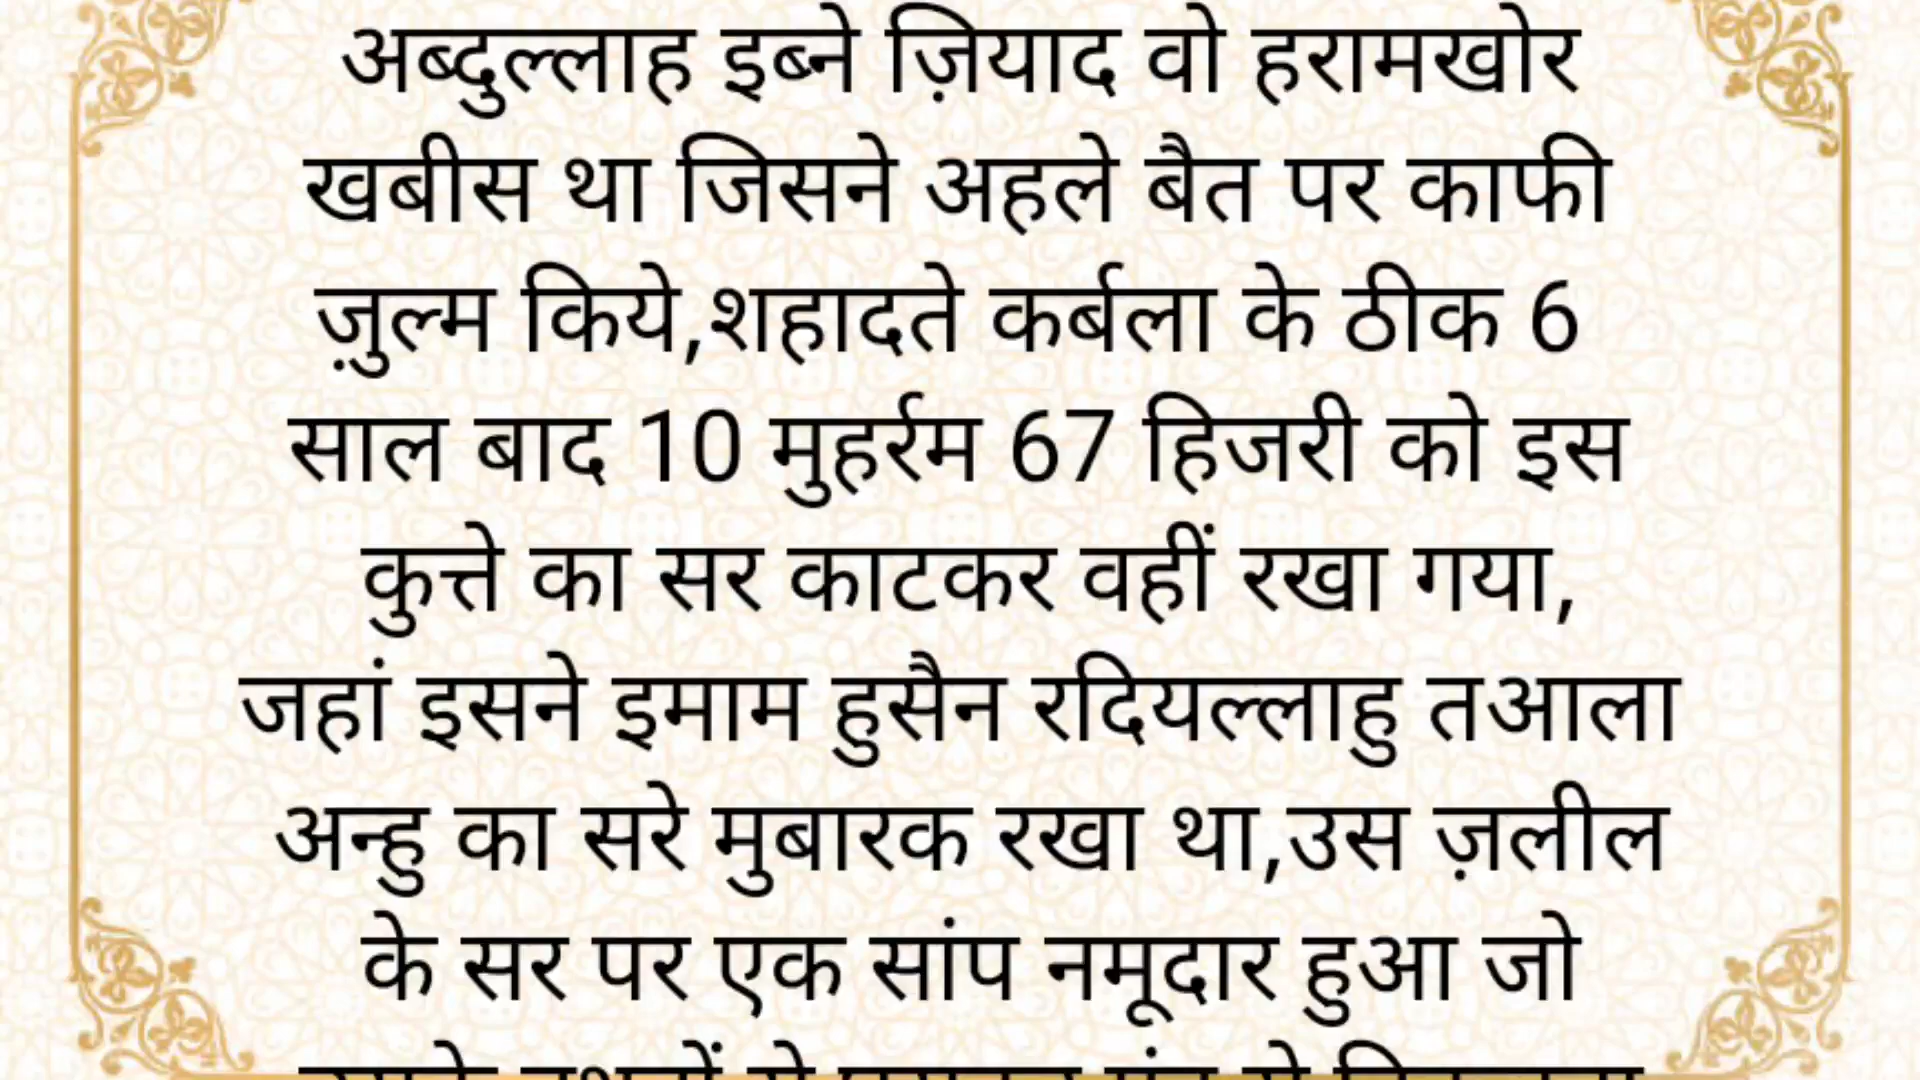 अब्दुल्लाह इब्ने ज़ियाद वो हरामखोर
खबीस था जिसने अहले बैत पर काफी
ज़ुल्म किये,शहादते कर्बला के ठीक 6
साल बाद 10 मुहर्रम 67 हिजरी को इस
कुत्ते का सर काटकर वहीं रखा गया,
जहां इसने इमाम हुसैन रदियल्लाहु तआला
अन्हु का सरे मुबारक रखा था,उस ज़लील
के सर पर एक सांप नमूदार हुआ जो